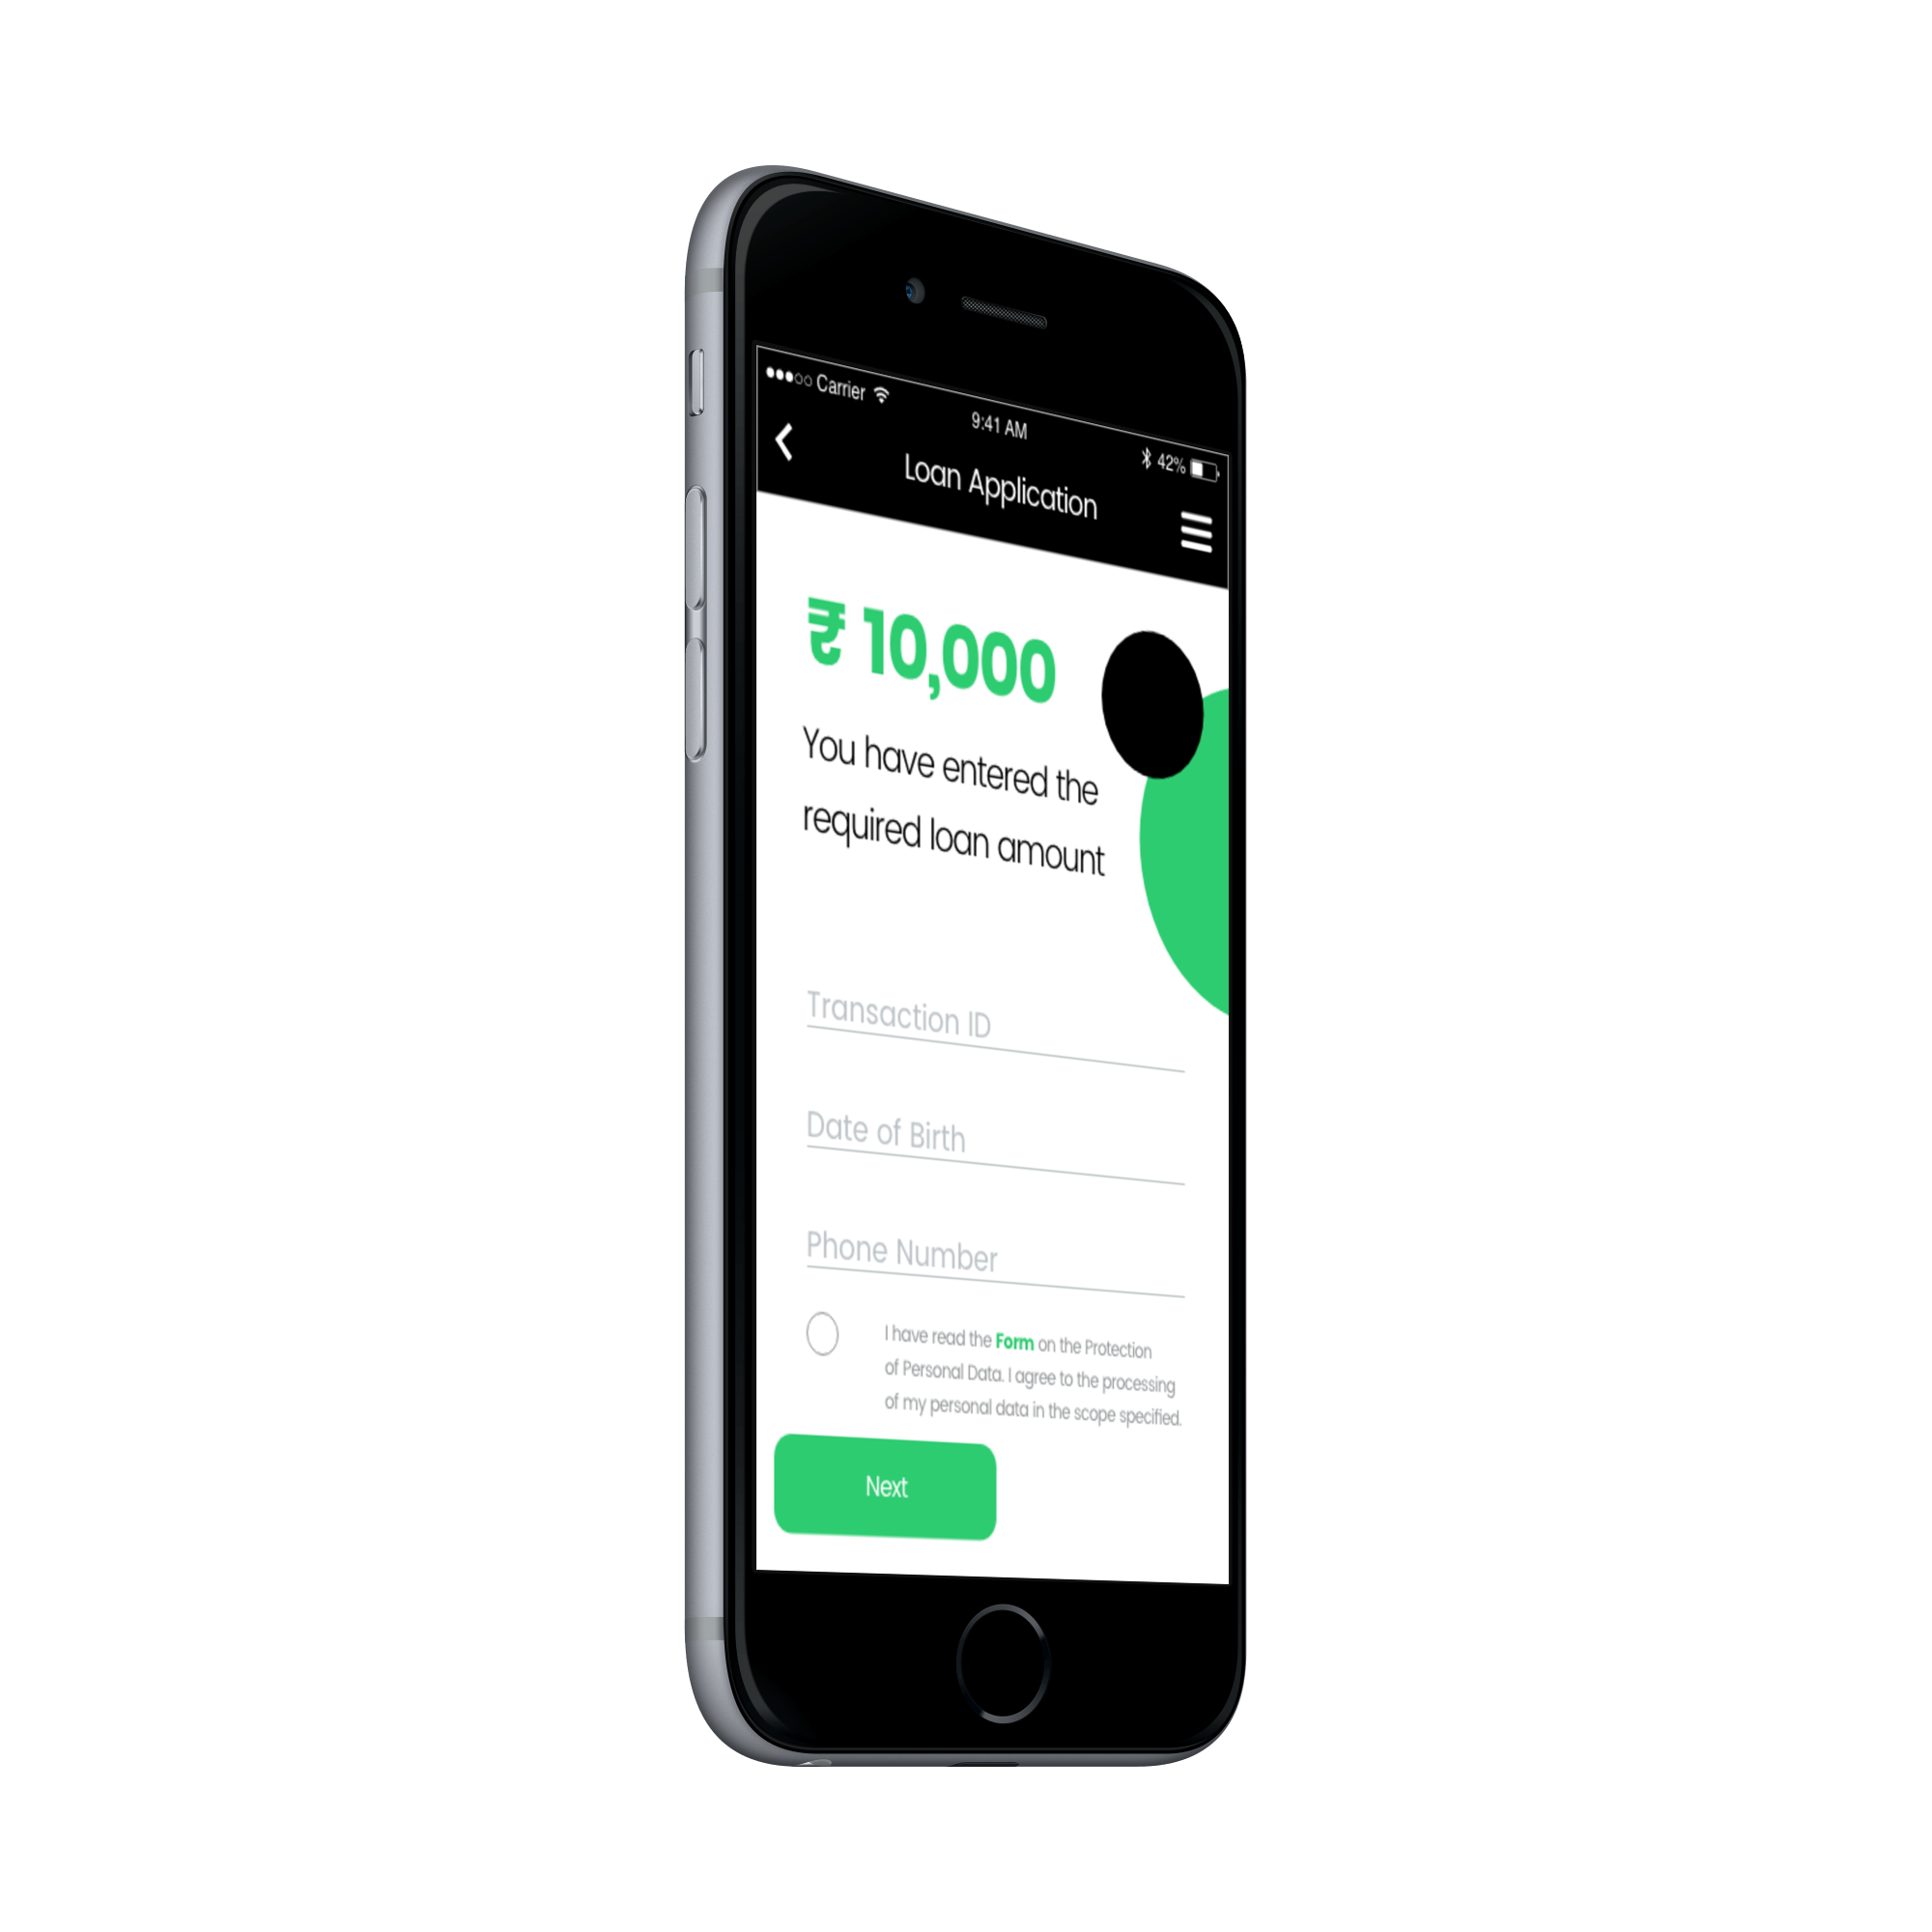 Carrier
9:41 AM
42%
Loan Application
₹ 10,000
You have entered the
required loan amount
Transaction ID
Date of Birth
Phone Number
I have read the Form on the Protection
of Personal Data. I agree to the processing
of my personal data in the scope specified.
Next